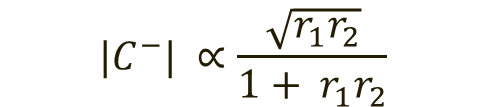 |C⁻| ∝ √(r₁r₂) / (1 + r₁r₂)